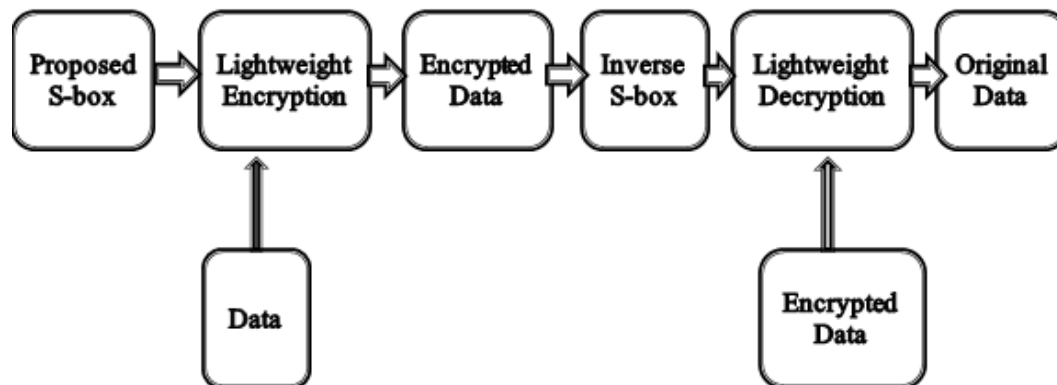 Proposed
S-box
Lightweight
Encryption
Encrypted
Data
Inverse
S-box
Lightweight
Decryption
Original
Data
Data
Encrypted
Data